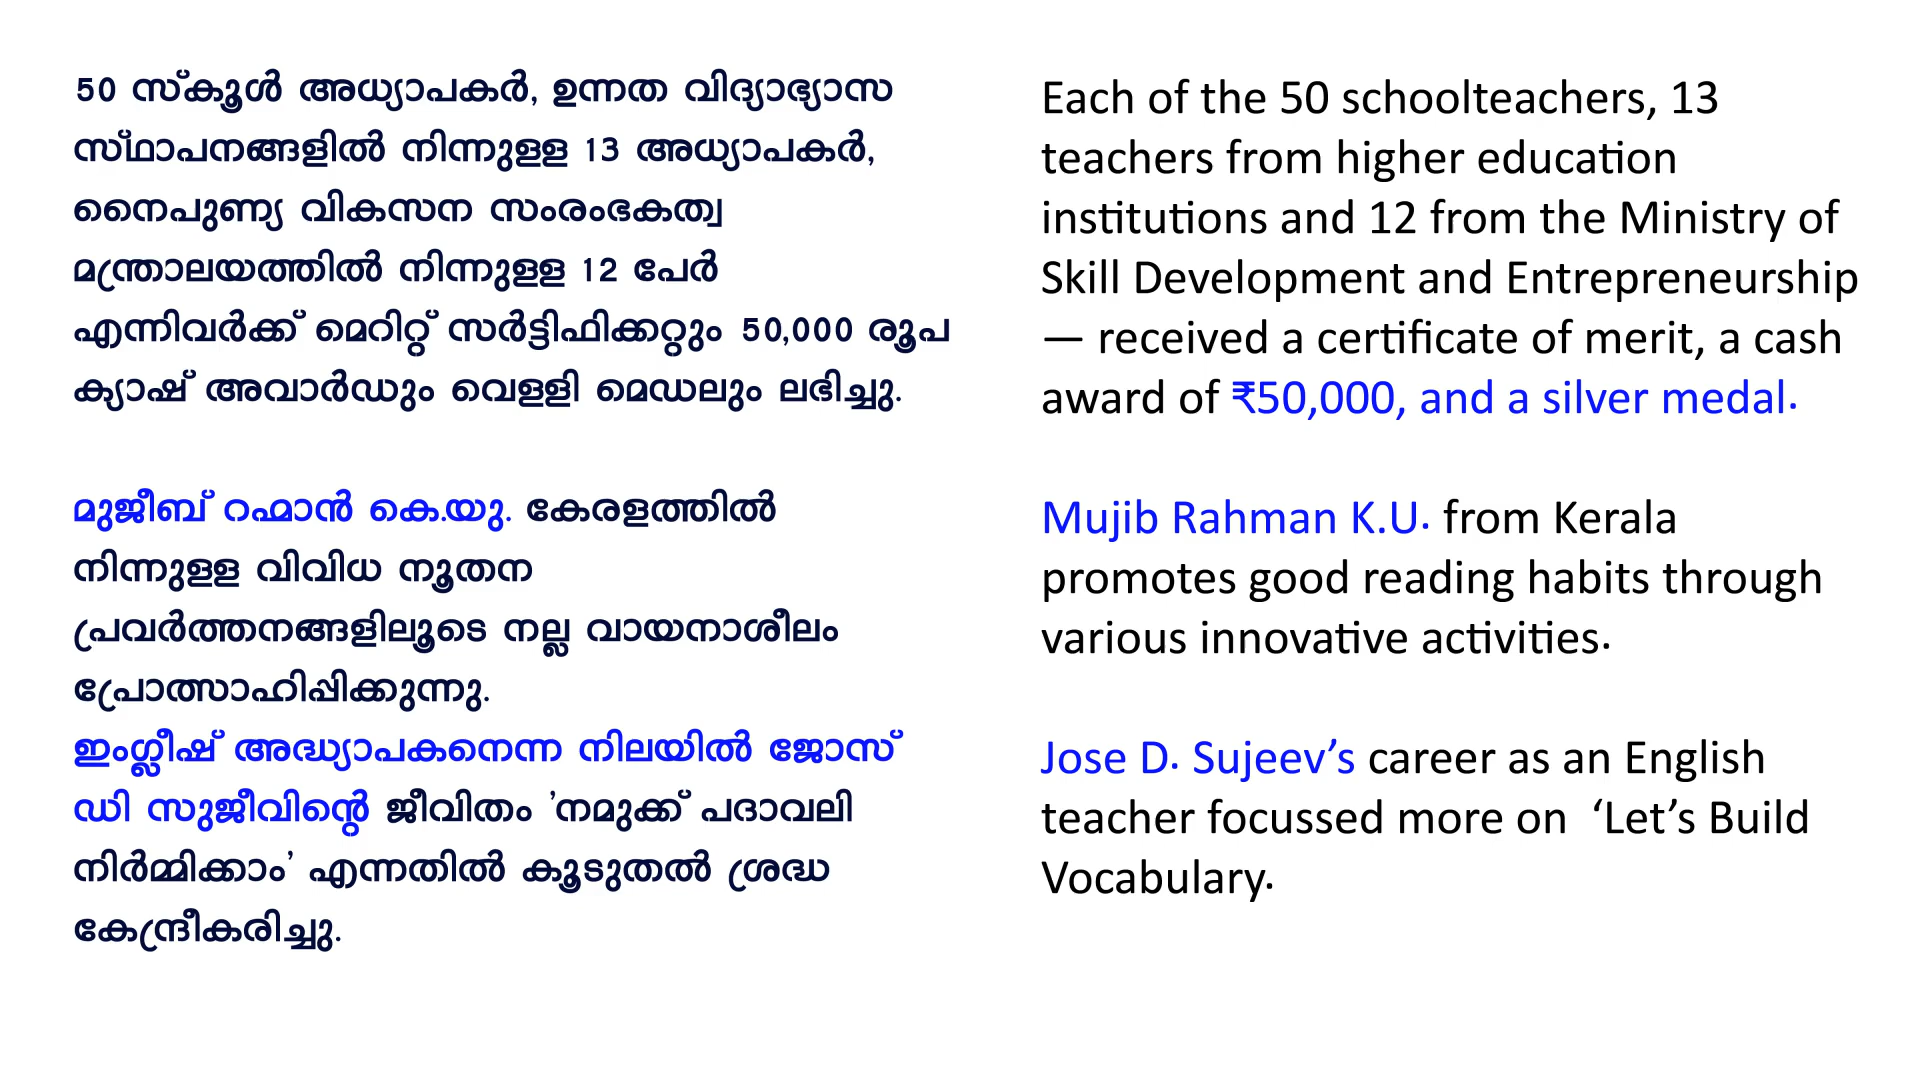 50 സ്കൂൾ അധ്യാപകർ, ഉന്നത വിദ്യാഭ്യാസ
സ്ഥാപനങ്ങളിൽ നിന്നുള്ള 13 അധ്യാപകർ,
നൈപുണ്യ വികസന സംരംഭകത്വ
മന്ത്രാലയത്തിൽ നിന്നുള്ള 12 പേർ
എന്നിവർക്ക് മെറിറ്റ് സർട്ടിഫിക്കറ്റും 50,000 രൂപ
ക്യാഷ് അവാർഡും വെള്ളി മെഡലും ലഭിച്ചു.
മുജീബ് റഹ്മാൻ കെ.യു. കേരളത്തിൽ
നിന്നുള്ള വിവിധ നൂതന
പ്രവർത്തനങ്ങളിലൂടെ നല്ല വായനാശീലം
പ്രോത്സാഹിപ്പിക്കുന്നു.
ഇംഗ്ലീഷ് അദ്ധ്യാപകനെന്ന നിലയിൽ ജോസ്
ഡി സുജീവിന്റെ ജീവിതം 'നമുക്ക് പദാവലി
നിർമ്മിക്കാം' എന്നതിൽ കൂടുതൽ ശ്രദ്ധ
കേന്ദ്രീകരിച്ചു.
Each of the 50 schoolteachers, 13
teachers from higher education
institutions and 12 from the Ministry of
Skill Development and Entrepreneurship
— received a certificate of merit, a cash
award of ₹50,000, and a silver medal.
Mujib Rahman K.U. from Kerala
promotes good reading habits through
various innovative activities.
Jose D. Sujeev’s career as an English
teacher focussed more on ‘Let’s Build
Vocabulary.